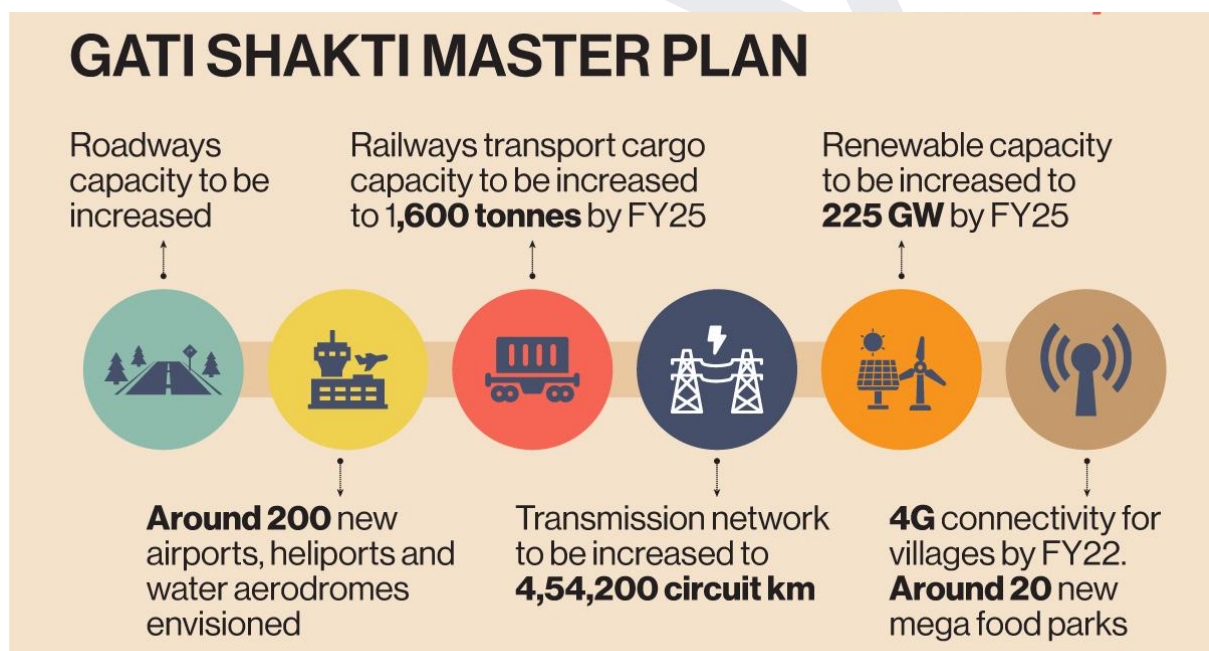 GATI SHAKTI MASTER PLAN
Roadways
capacity to be
increased
Railways transport cargo
capacity to be increased
to 1,600 tonnes by FY25
Renewable capacity
to be increased to
225 GW by FY25
Around 200 new
airports, heliports and
water aerodromes
envisioned
Transmission network
to be increased to
4,54,200 circuit km
4G connectivity for
villages by FY22.
Around 20 new
mega food parks